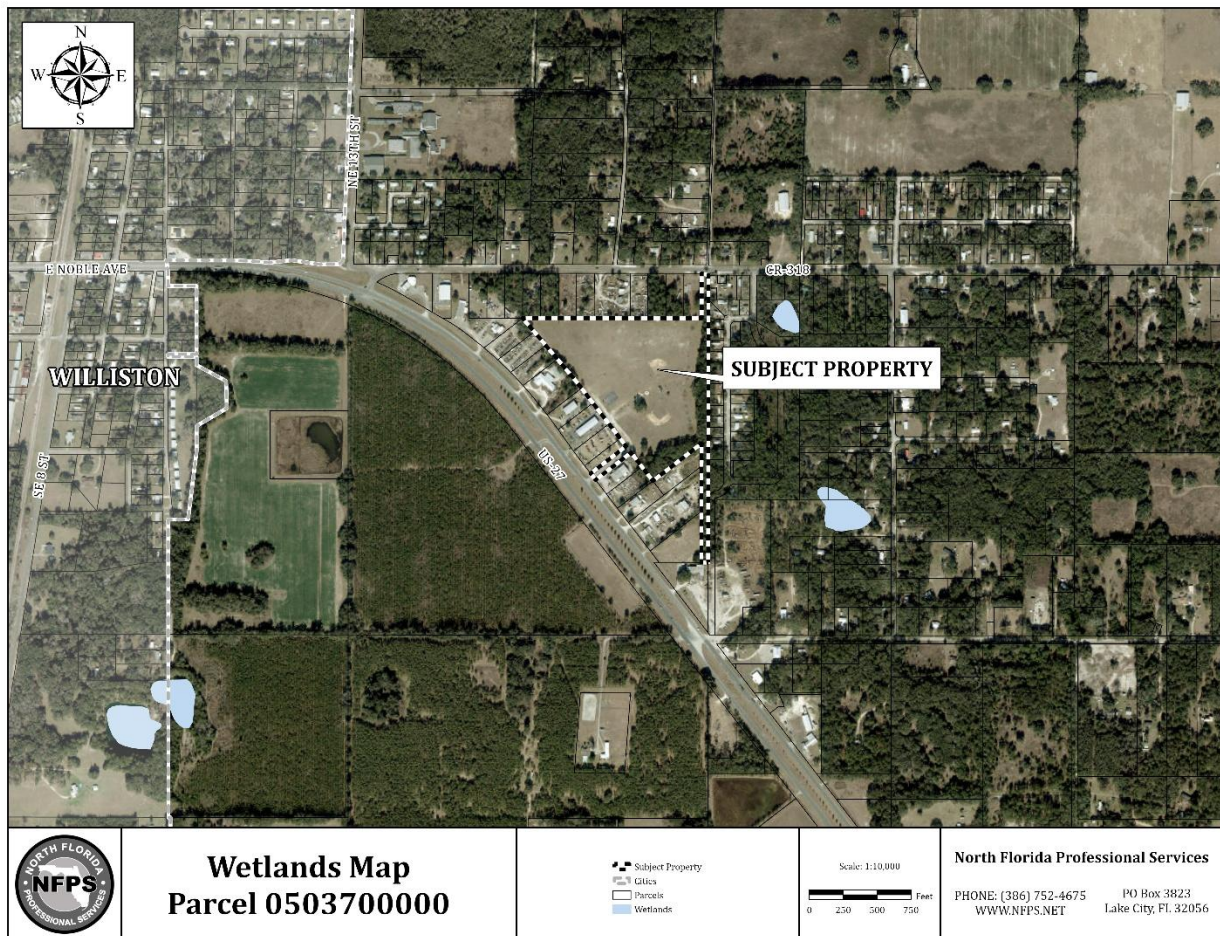 N
W E
S
NE 13TH ST
E NOBLE AVE
CR-318
WILLISTON
SUBJECT PROPERTY
SE 8 ST
US-27
NORTH FLORIDA
NFPS
PROFESSIONAL SERVICES
Wetlands Map
Parcel 0503700000
Subject Property
Cities
Parcels
Wetlands
Scale: 1:10,000
Feet
0 250 500 750
North Florida Professional Services
PHONE: (386) 752-4675
WWW.NFPS.NET
PO Box 3823
Lake City, FL 32056